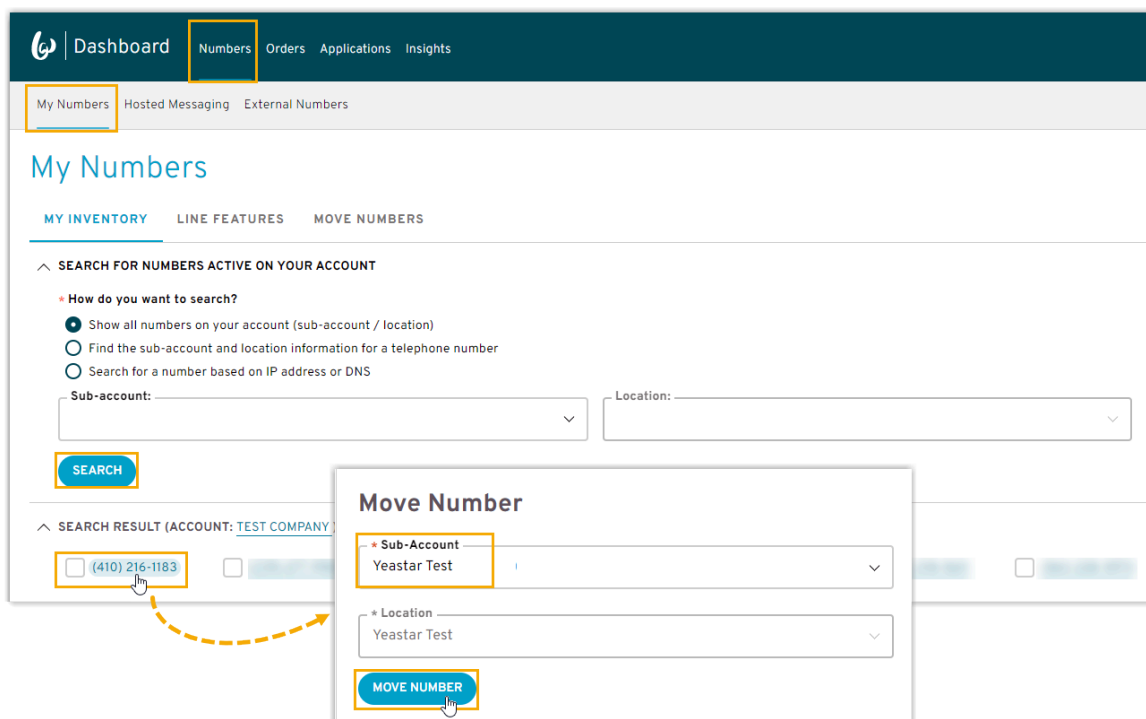 Dashboard Numbers Orders Applications Insights
My Numbers Hosted Messaging External Numbers
My Numbers
MY INVENTORY LINE FEATURES MOVE NUMBERS
SEARCH FOR NUMBERS ACTIVE ON YOUR ACCOUNT
* How do you want to search?
Show all numbers on your account (sub-account / location)
Find the sub-account and location information for a telephone number
Search for a number based on IP address or DNS
Sub-account: Location:
SEARCH
SEARCH RESULT (ACCOUNT: TEST COMPANY )
(410) 216-1183
Move Number
* Sub-Account
Yeastar Test
* Location
Yeastar Test
MOVE NUMBER